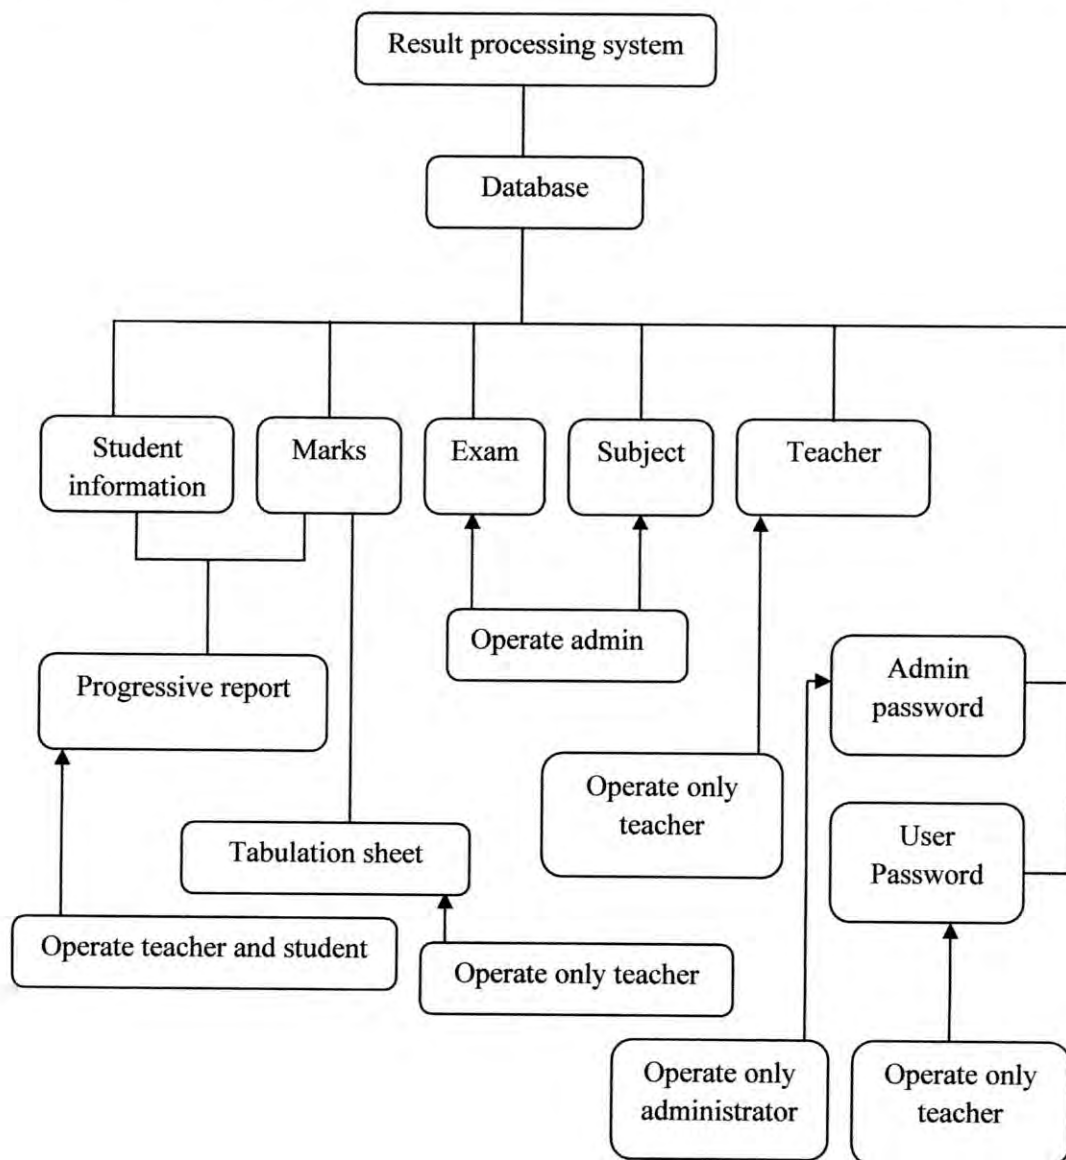 Result processing system
Database
Student
information
Marks
Exam
Subject
Teacher
Operate admin
Progressive report
Admin
password
Operate only
teacher
Tabulation sheet
User
Password
Operate teacher and student
Operate only teacher
Operate only
administrator
Operate only
teacher